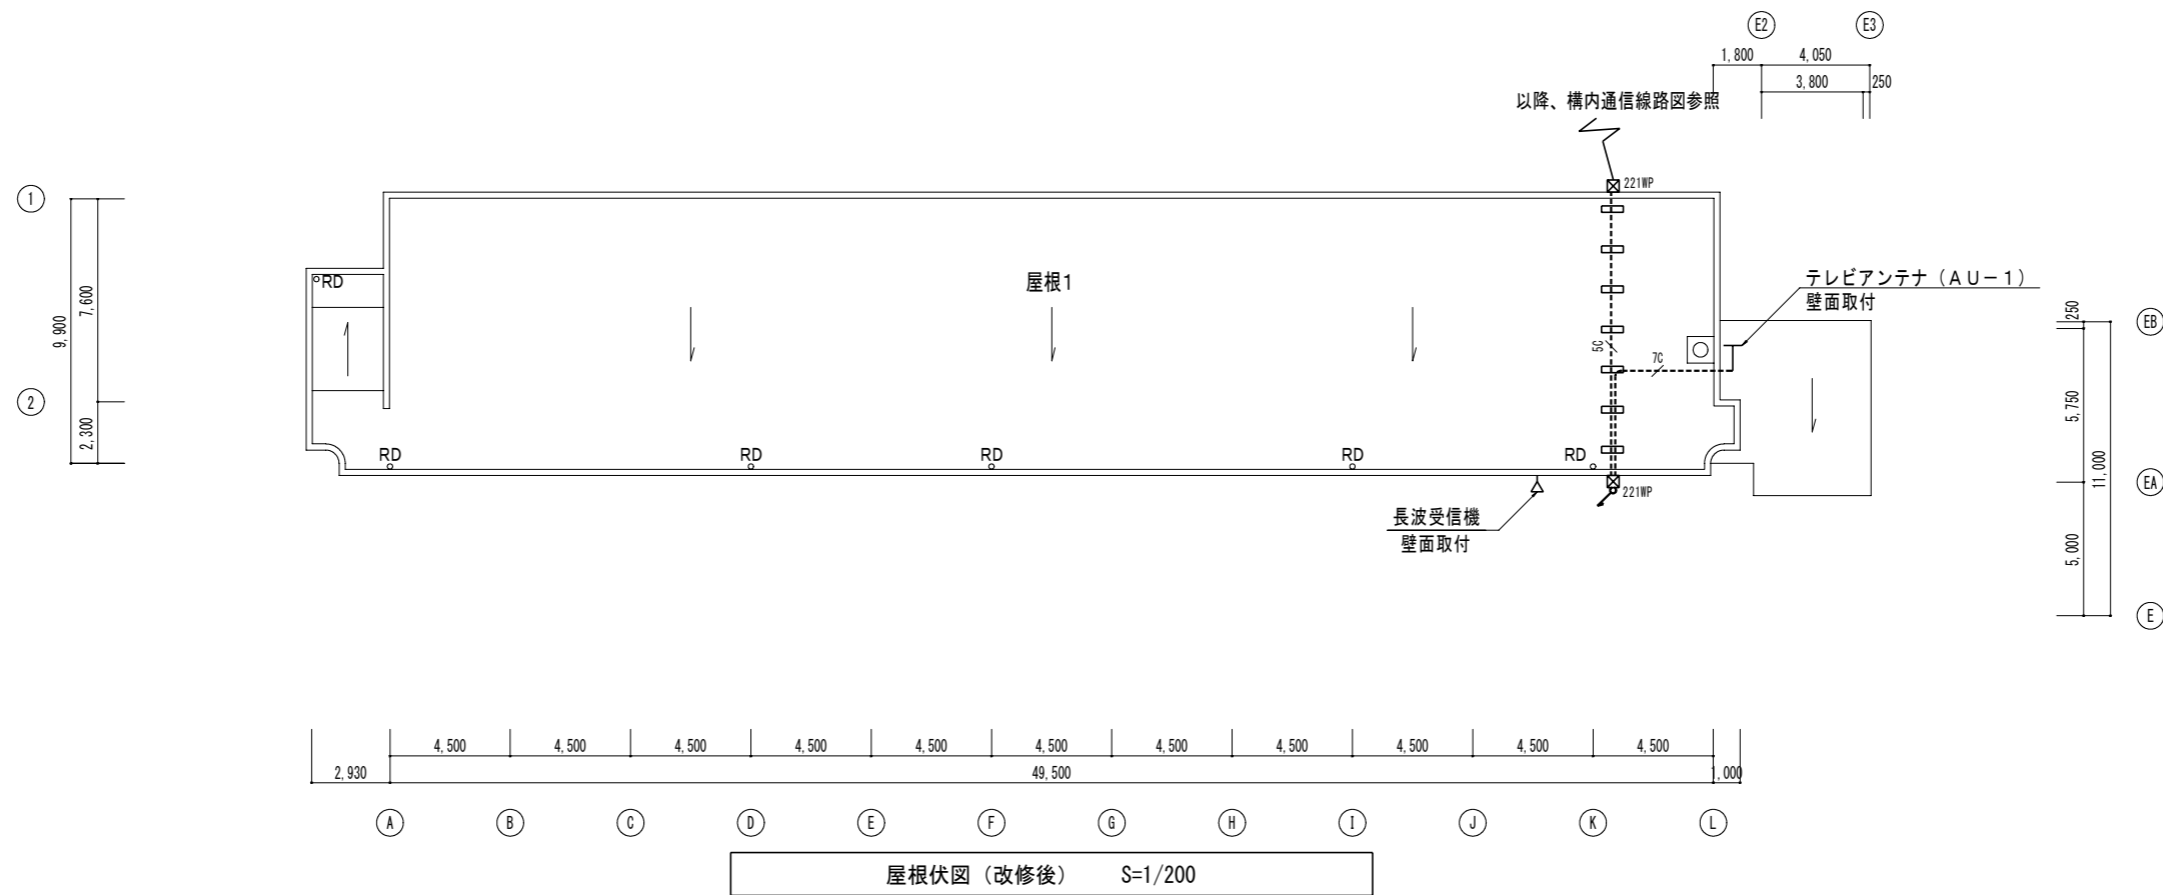 E2
E3
1,800
4,050
3,800
250
以降、構内通信線路図参照
1
221WP
RD
屋根1
テレビアンテナ（AU－1）
壁面取付
9,900
7,600
250
EB
5C
7C
2
2,300
5,750
11,000
RD
RD
RD
RD
RD
221WP
EA
長波受信機
壁面取付
5,000
E
4,500
4,500
4,500
4,500
4,500
4,500
4,500
4,500
4,500
4,500
4,500
2,930
49,500
1,000
A
B
C
D
E
F
G
H
I
J
K
L
屋根伏図（改修後） S=1/200